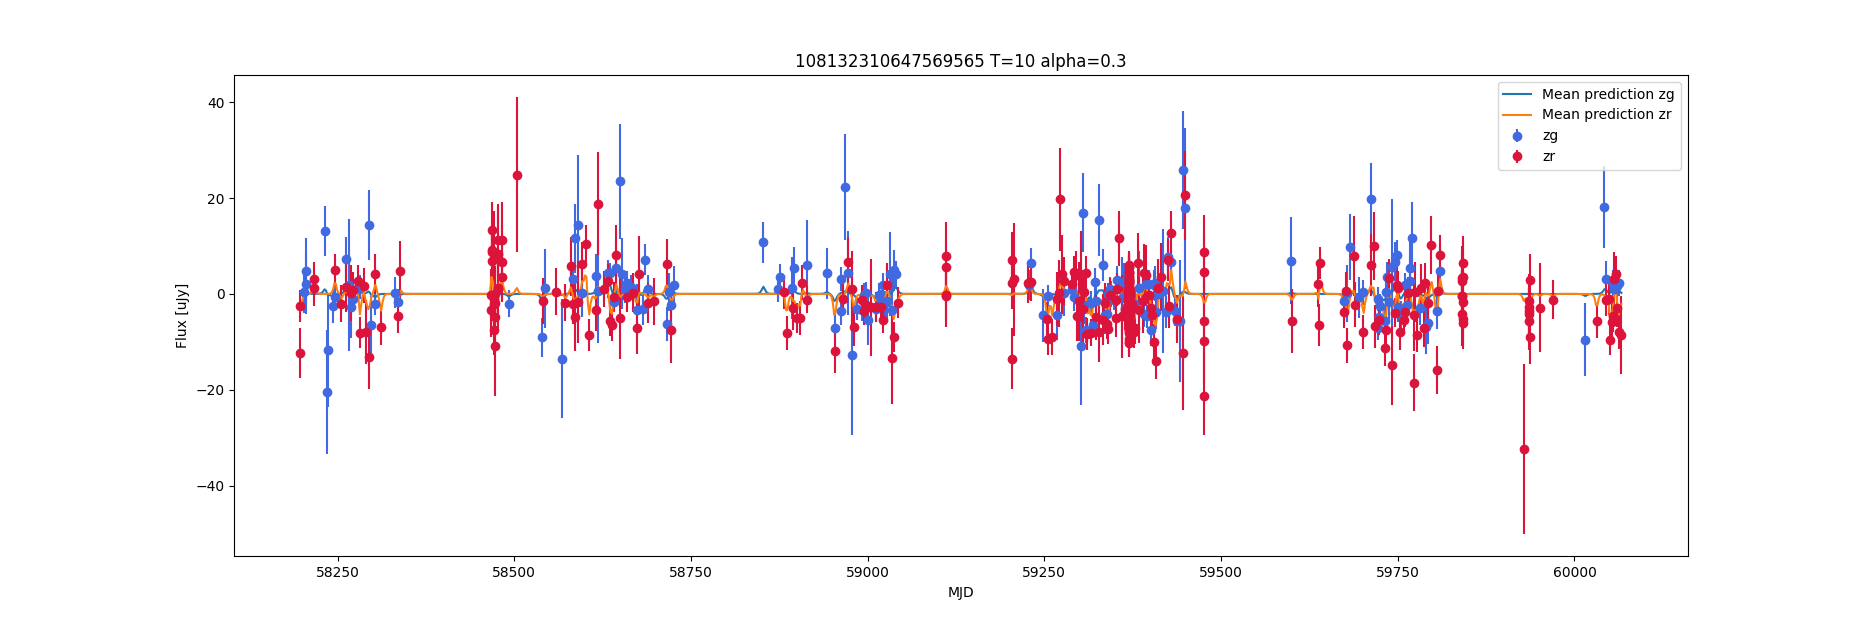 108132310647569565 T=10 alpha=0.3
Mean prediction zg
Mean prediction zr
zg
zr
Flux [uJy]
40
20
0
−20
−40
58250 58500 58750 59000 59250 59500 59750 60000
MJD